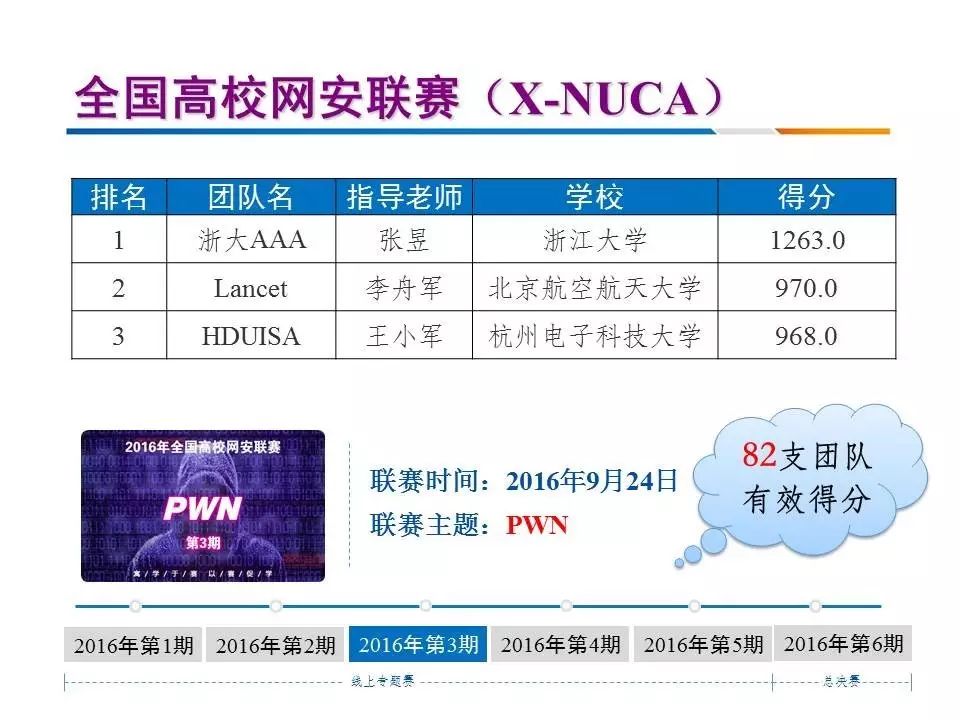 全国高校网安联赛（X-NUCA）
排名 团队名 指导老师 学校 得分
1 浙大AAA 张昱 浙江大学 1263.0
2 Lancet 李舟军 北京航空航天大学 970.0
3 HDUISA 王小军 杭州电子科技大学 968.0
2016年全国高校网安联赛
PWN
第3期
寓/学/于/赛 以/赛/促/学
联赛时间：2016年9月24日
联赛主题：PWN
82支团队
有效得分
2016年第1期 2016年第2期 2016年第3期 2016年第4期 2016年第5期 2016年第6期
线上专题赛 总决赛